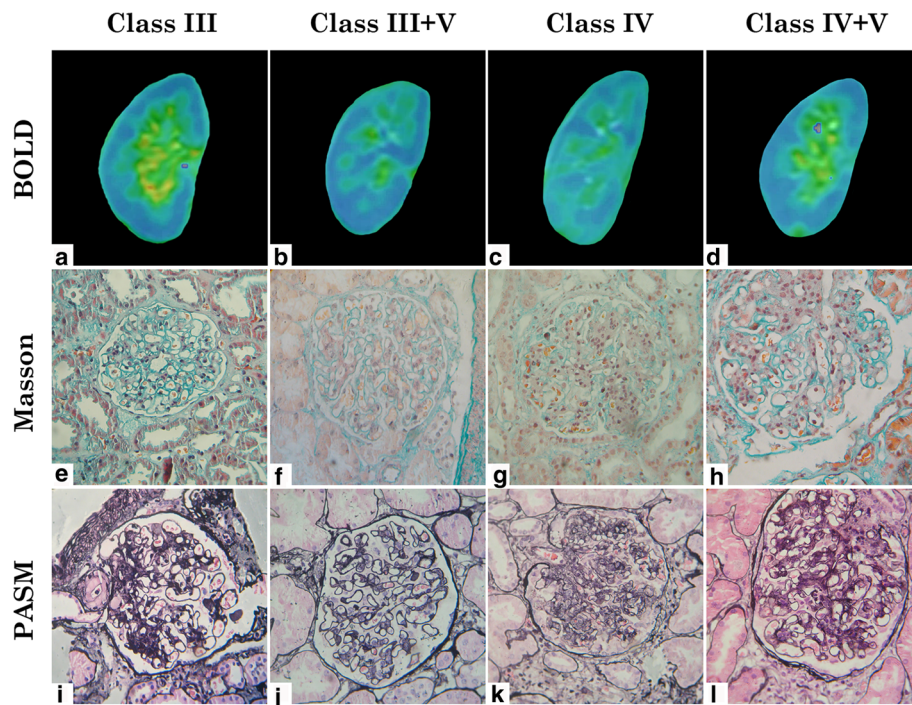 Class III Class III+V Class IV Class IV+V
BOLD
a b c d
Masson
e f g h
PASM
i j k l